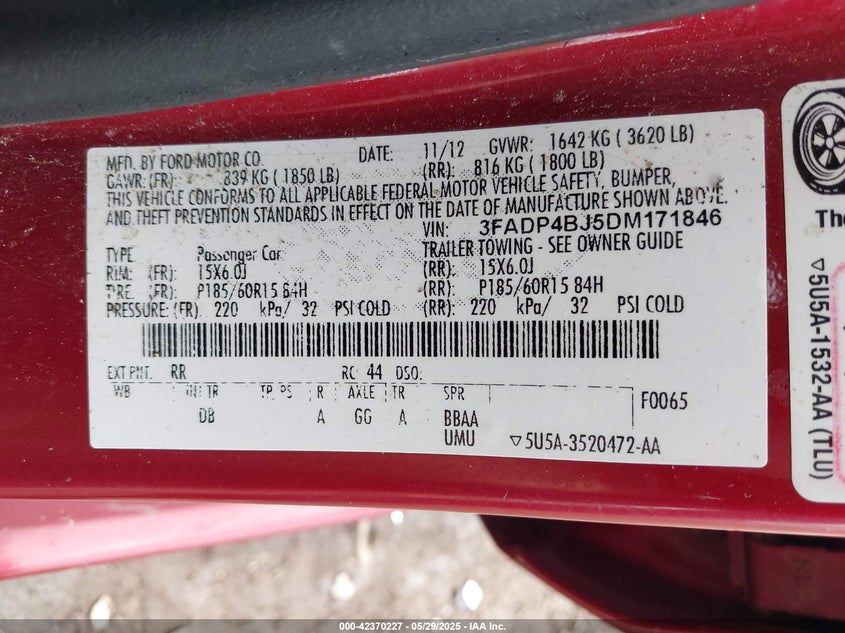 MFD. BY FORD MOTOR CO. DATE: 11/12 GVWR: 1642 KG ( 3620 LB)
GAWR: (FR) 839 KG ( 1850 LB) (RR): 816 KG ( 1800 LB)
THIS VEHICLE CONFORMS TO ALL APPLICABLE FEDERAL MOTOR VEHICLE SAFETY, BUMPER,
AND THEFT PREVENTION STANDARDS IN EFFECT ON THE DATE OF MANUFACTURE SHOWN ABOVE.
VIN: 3FADP4BJ5DM171846
TYPE Passenger Car TRAILER TOWING - SEE OWNER GUIDE
RIM: (FR): 15X6.0J (RR): 15X6.0J
(FR): P185/60R15 84H (RR): P185/60R15 84H
PRESSURE: (FR) 220 kPa/ 32 PSI COLD (RR): 220 kPa/ 32 PSI COLD
EXT PNT: RR RC: 44 DSO:
WB TR R AXLE TR SPR F0065
DB A GG A BBAA
UMU ▽5U5A-3520472-AA
The
▽5U5A-1532-AA (TLU)
000-42370227 - 05/29/2025 - IAA Inc.